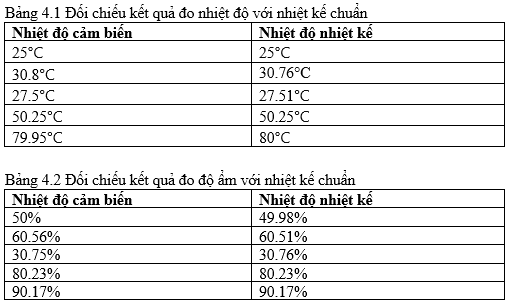 Bảng 4.1 Đối chiếu kết quả đo nhiệt độ với nhiệt kế chuẩn
Nhiệt độ cảm biến Nhiệt độ nhiệt kế
25°C 25°C
30.8°C 30.76°C
27.5°C 27.51°C
50.25°C 50.25°C
79.95°C 80°C
Bảng 4.2 Đối chiếu kết quả đo độ ẩm với nhiệt kế chuẩn
Nhiệt độ cảm biến Nhiệt độ nhiệt kế
50% 49.98%
60.56% 60.51%
30.75% 30.76%
80.23% 80.23%
90.17% 90.17%